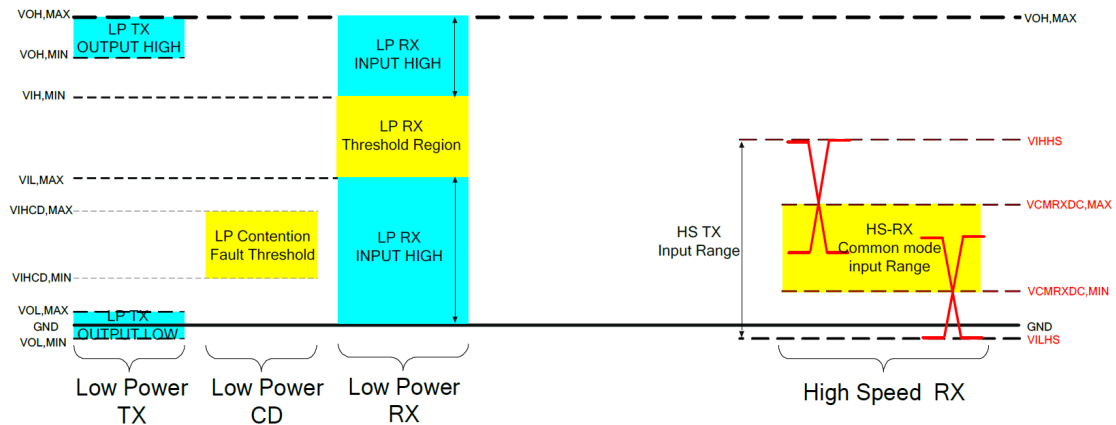 VOH,MAX
LP TX
OUTPUT HIGH
VOH,MIN
VIH,MIN
VIL,MAX
VIHCD,MAX
VIHCD,MIN
VOL,MAX
GND
VOL,MIN
LP TX
OUTPUT LOW
LP Contention
Fault Threshold
LP RX
INPUT HIGH
LP RX
Threshold Region
LP RX
INPUT HIGH
HS TX
Input Range
HS-RX
Common mode
input Range
VOH,MAX
VIHHS
VCMRXDC,MAX
VCMRXDC,MIN
GND
VILHS
Low Power
TX
Low Power
CD
Low Power
RX
High Speed RX